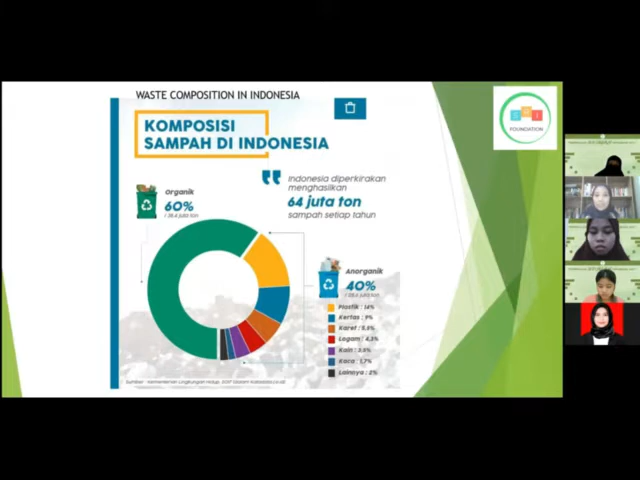 WASTE COMPOSITION IN INDONESIA
KOMPOSISI
SAMPAH DI INDONESIA
Indonesia diperkirakan
menghasilkan
64 juta ton
sampah setiap tahun
Organik
60%
Anorganik
40%
Plastik : 14%
Kertas : 9%
Karet : 5,5%
Logam : 4,3%
Kain : 3,5%
Kaca : 1,7%
Lainnya : 2%
FOUNDATION